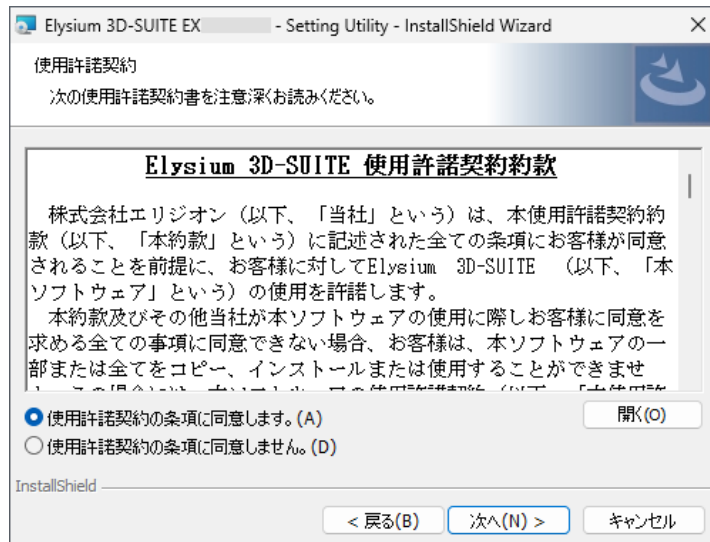 Elysium 3D-SUITE EX - Setting Utility - InstallShield Wizard
使用許諾契約
次の使用許諾契約書を注意深くお読みください。
Elysium 3D-SUITE 使用許諾契約約款
株式会社エリジオン（以下、「当社」という）は、本使用許諾契約約
款（以下、「本約款」という）に記述された全ての条項にお客様が同意
されることを前提に、お客様に対してElysium 3D-SUITE （以下、「本
ソフトウェア」という）の使用を許諾します。
本約款及びその他当社が本ソフトウェアの使用に際しお客様に同意を
求める全ての事項に同意できない場合、お客様は、本ソフトウェアの一
部または全てをコピー、インストールまたは使用することができませ
使用許諾契約の条項に同意します。(A)
開く(O)
使用許諾契約の条項に同意しません。(D)
InstallShield
< 戻る(B)
次へ(N) >
キャンセル